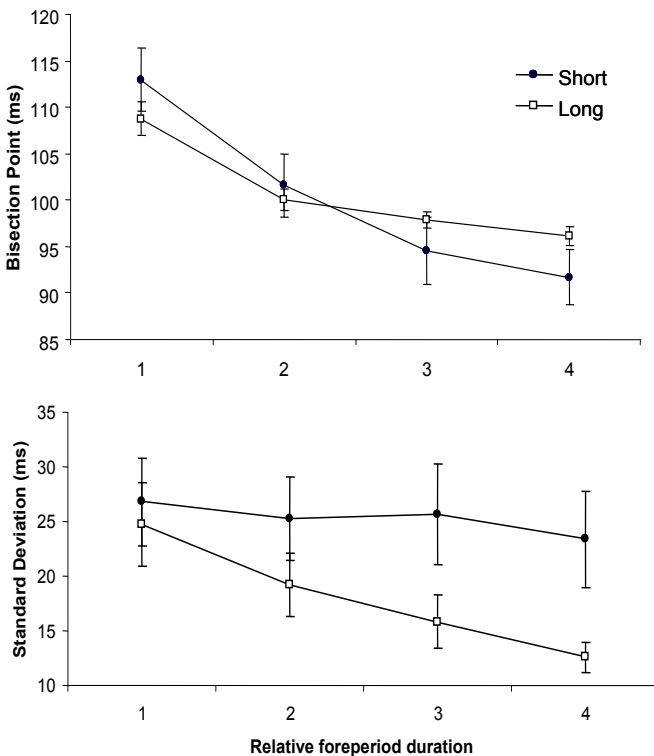 120
115
110
105
100
95
90
85
Bisection Point (ms)
Short
Long
1 2 3 4
35
30
25
20
15
10
Standard Deviation (ms)
1 2 3 4
Relative foreperiod duration